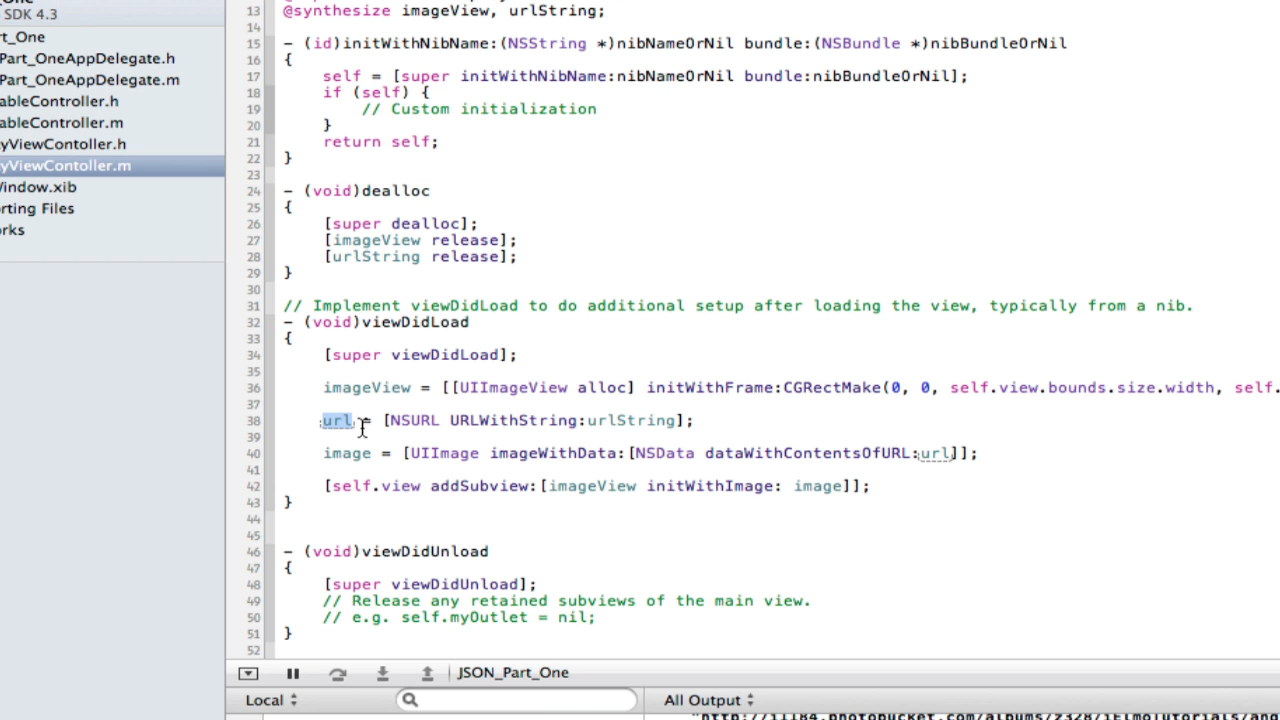 SDK 4.3
rt_One
Part_OneAppDelegate.h
Part_OneAppDelegate.m
ableController.h
ableController.m
yViewContoller.h
yViewContoller.m
Window.xib
rting Files
rks
13 @synthesize imageView, urlString;
14
15 - (id)initWithNibName:(NSString *)nibNameOrNil bundle:(NSBundle *)nibBundleOrNil
16 {
17 self = [super initWithNibName:nibNameOrNil bundle:nibBundleOrNil];
18 if (self) {
19 // Custom initialization
20 }
21 return self;
22 }
23
24 - (void)dealloc
25 {
26 [super dealloc];
27 [imageView release];
28 [urlString release];
29 }
30
31 // Implement viewDidLoad to do additional setup after loading the view, typically from a nib.
32 - (void)viewDidLoad
33 {
34 [super viewDidLoad];
35
36 imageView = [[UIImageView alloc] initWithFrame:CGRectMake(0, 0, self.view.bounds.size.width, self.
37
38 url = [NSURL URLWithString:urlString];
39
40 image = [UIImage imageWithData:[NSData dataWithContentsOfURL:url]];
41
42 [self.view addSubview:[imageView initWithImage: image]];
43 }
44
45
46 - (void)viewDidUnload
47 {
48 [super viewDidUnload];
49 // Release any retained subviews of the main view.
50 // e.g. self.myOutlet = nil;
51 }
52
JSON_Part_One
Local
All Output